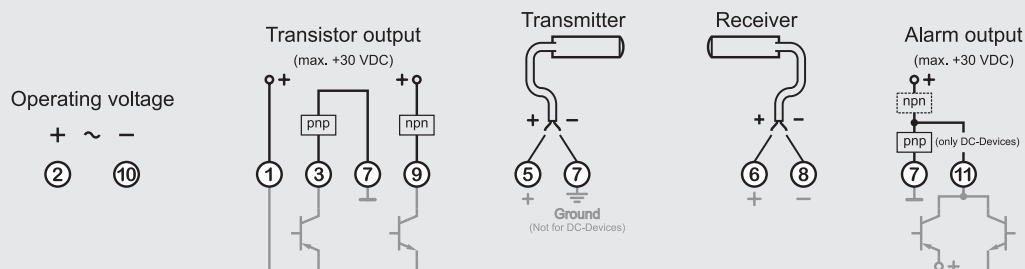 Operating voltage
+ ~ −
2 10
Transistor output
(max. +30 VDC)
+ +
pnp npn
1 3 7 9
Transmitter
+ −
5 7
+
Ground
(Not for DC-Devices)
Receiver
+ −
6 8
+ −
Alarm output
(max. +30 VDC)
+
npn
pnp (only DC-Devices)
7 11
+